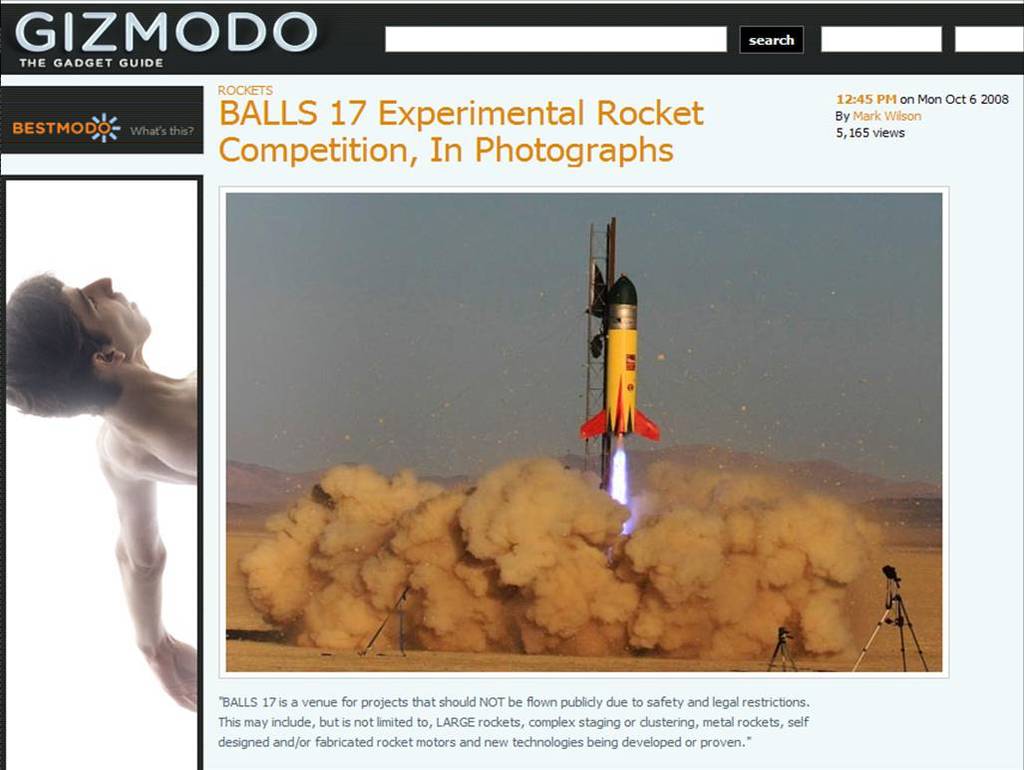 GIZMODO
THE GADGET GUIDE
search
BESTMODO What's this?
ROCKETS
BALLS 17 Experimental Rocket
Competition, In Photographs
12:45 PM on Mon Oct 6 2008
By Mark Wilson
5,165 views
"BALLS 17 is a venue for projects that should NOT be flown publicly due to safety and legal restrictions.
This may include, but is not limited to, LARGE rockets, complex staging or clustering, metal rockets, self
designed and/or fabricated rocket motors and new technologies being developed or proven."